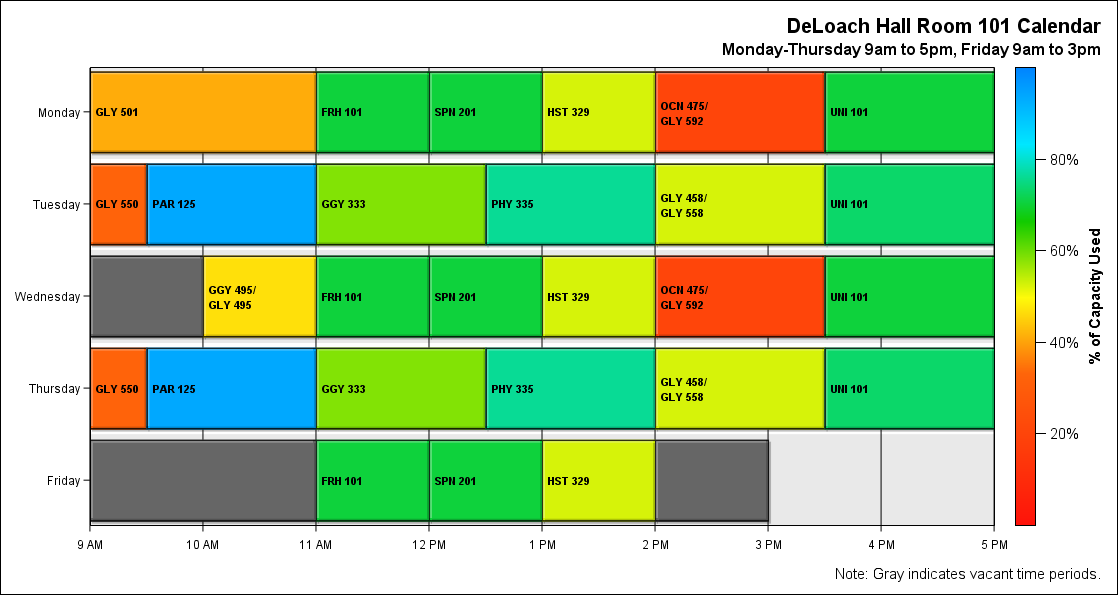 DeLoach Hall Room 101 Calendar
Monday-Thursday 9am to 5pm, Friday 9am to 3pm
Monday
GLY 501
FRH 101
SPN 201
HST 329
OCN 475/
GLY 592
UNI 101
Tuesday
GLY 550
PAR 125
GGY 333
PHY 335
GLY 458/
GLY 558
UNI 101
Wednesday
GGY 495/
GLY 495
FRH 101
SPN 201
HST 329
OCN 475/
GLY 592
UNI 101
Thursday
GLY 550
PAR 125
GGY 333
PHY 335
GLY 458/
GLY 558
UNI 101
Friday
FRH 101
SPN 201
HST 329
9 AM
10 AM
11 AM
12 PM
1 PM
2 PM
3 PM
4 PM
5 PM
80%
60%
40%
20%
% of Capacity Used
Note: Gray indicates vacant time periods.